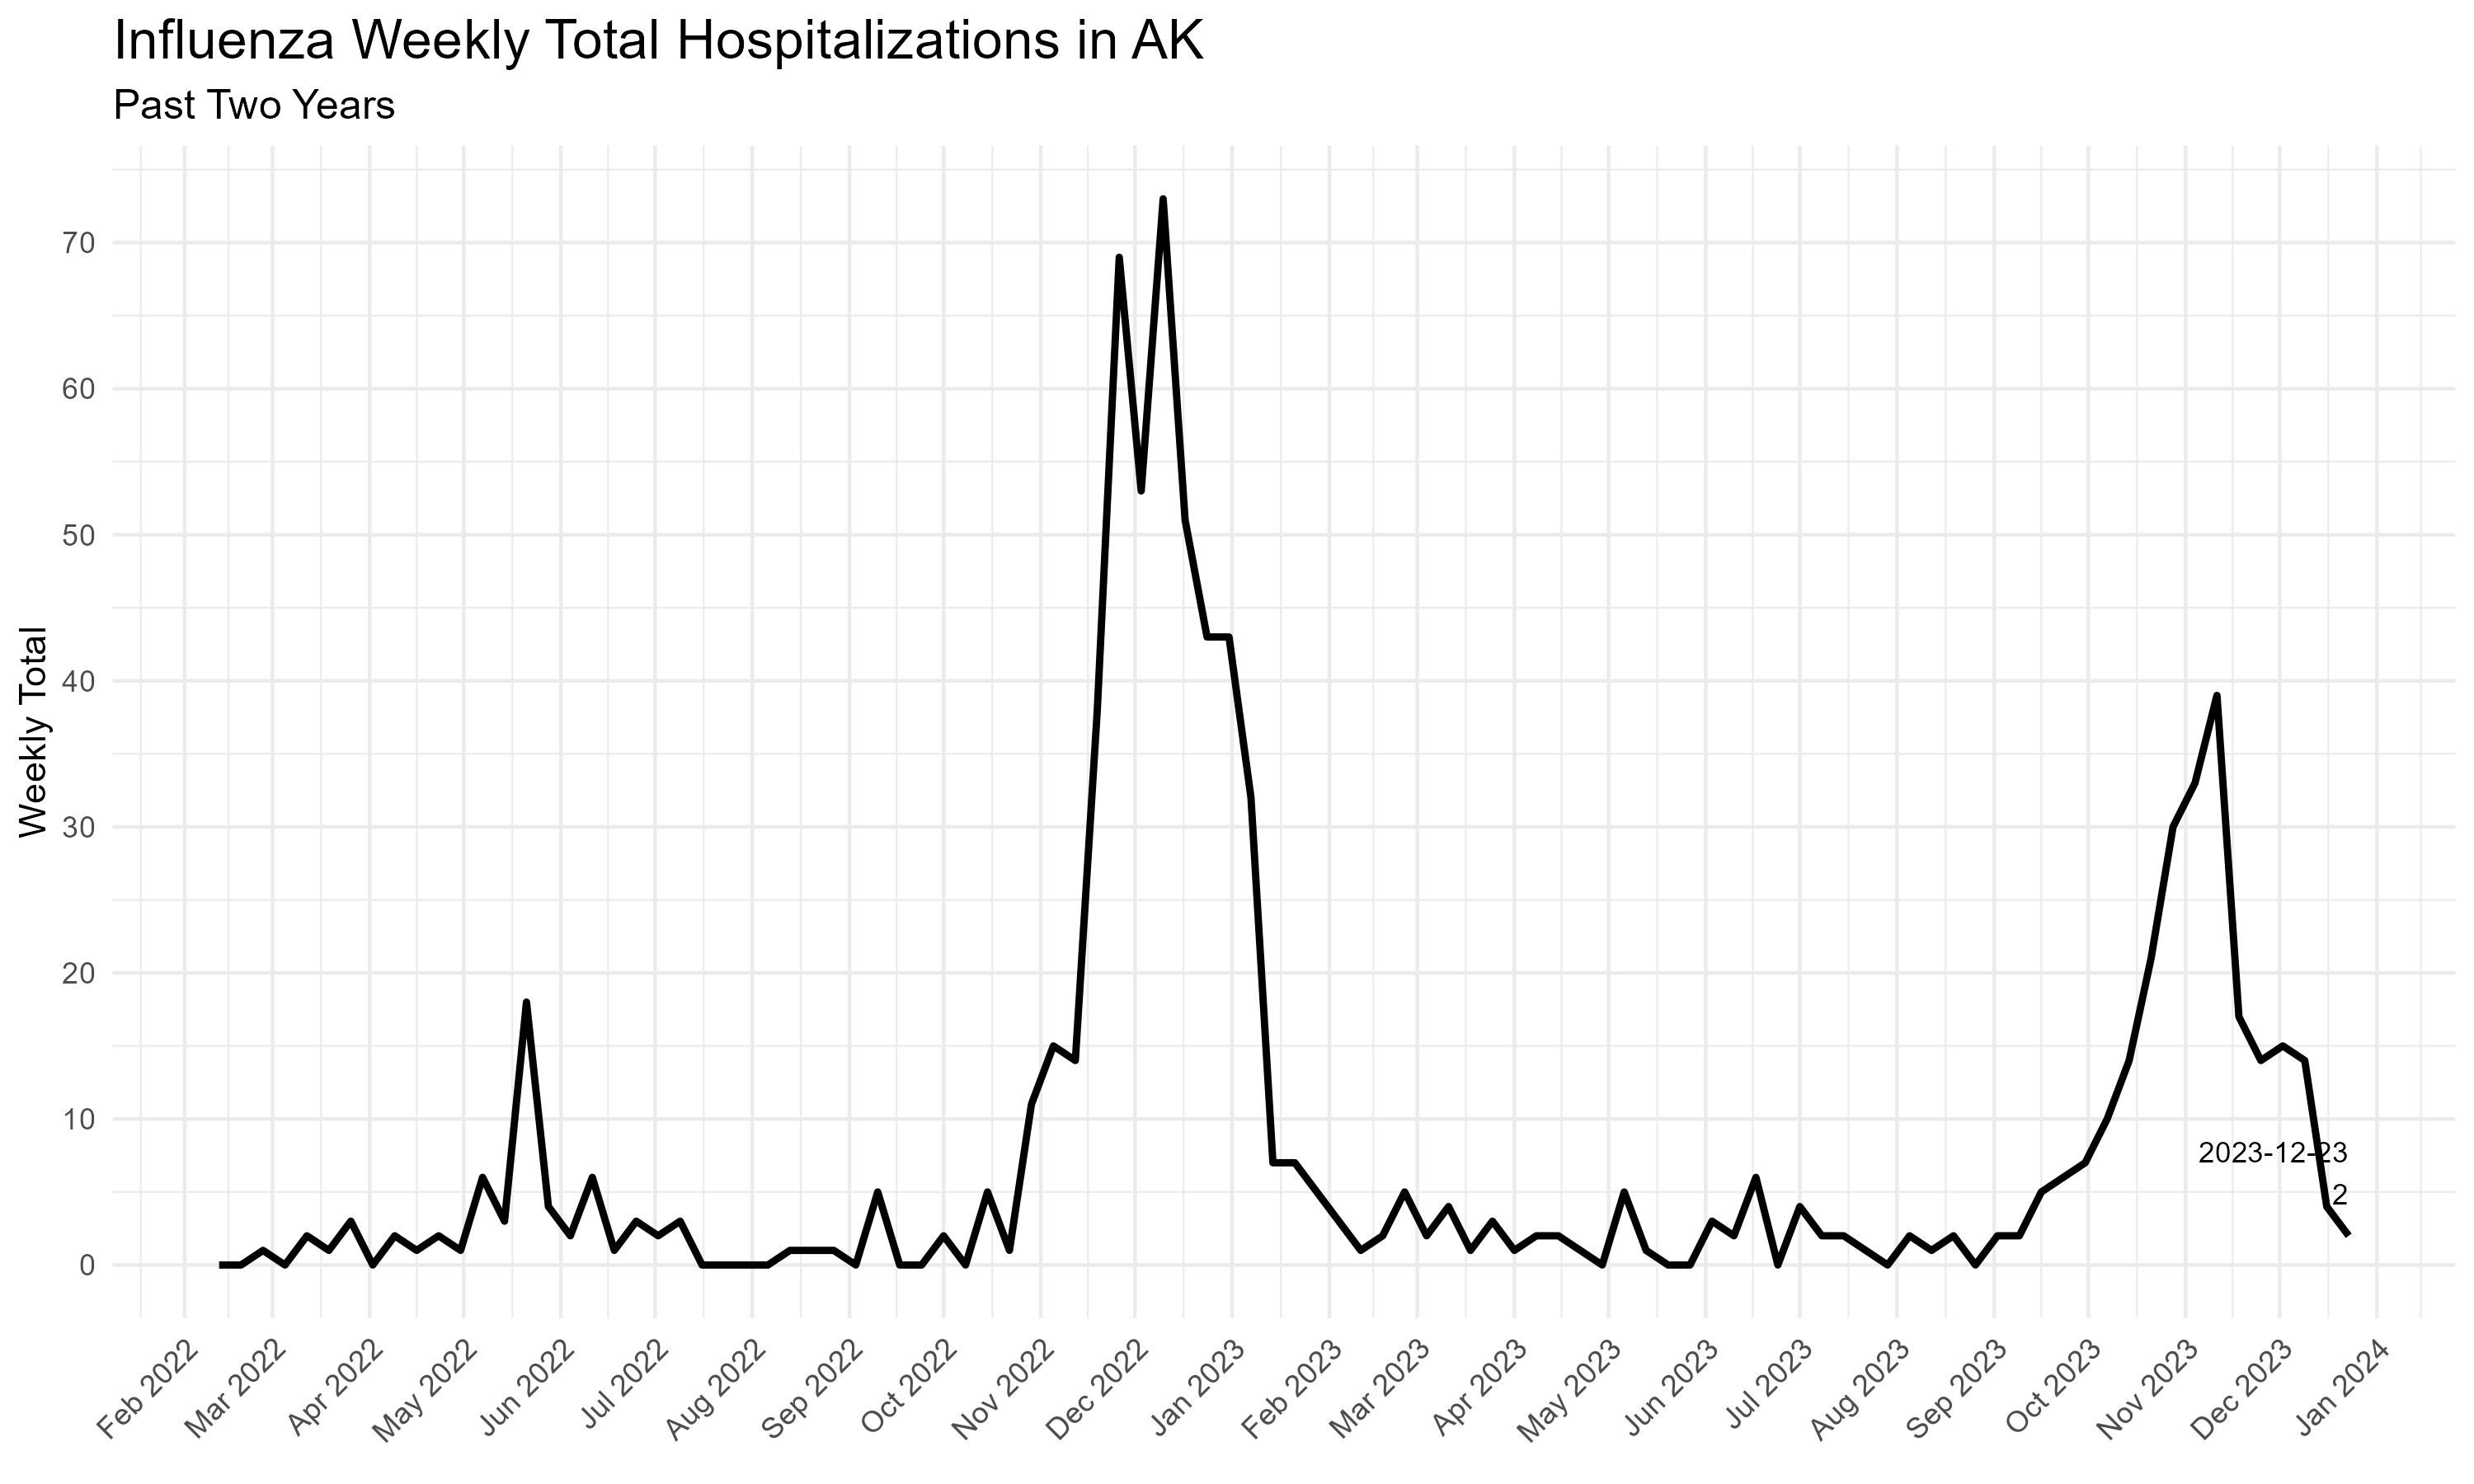 Influenza Weekly Total Hospitalizations in AK
Past Two Years
Weekly Total
70
60
50
40
30
20
10
0
2023-12-23
2
Feb 2022
Mar 2022
Apr 2022
May 2022
Jun 2022
Jul 2022
Aug 2022
Sep 2022
Oct 2022
Nov 2022
Dec 2022
Jan 2023
Feb 2023
Mar 2023
Apr 2023
May 2023
Jun 2023
Jul 2023
Aug 2023
Sep 2023
Oct 2023
Nov 2023
Dec 2023
Jan 2024